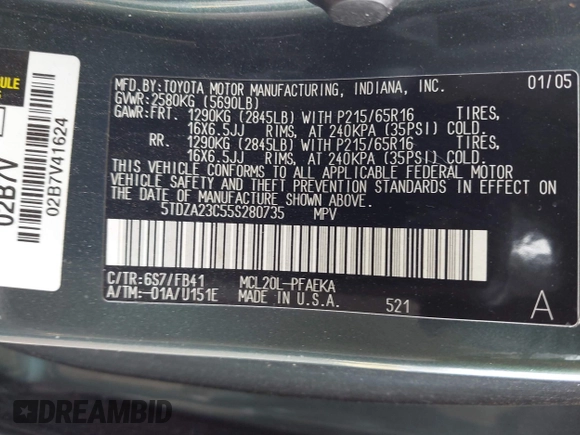 MFD.BY:TOYOTA MOTOR MANUFACTURING, INDIANA, INC. 01/05
GVWR:2580KG (5690LB)
GAWR:FRT. 1290KG (2845LB) WITH P215/65R16 TIRES,
16X6.5JJ RIMS, AT 240KPA (35PSI) COLD.
RR. 1290KG (2845LB) WITH P215/65R16 TIRES,
16X6.5JJ RIMS, AT 240KPA (35PSI) COLD.
THIS VEHICLE CONFORMS TO ALL APPLICABLE FEDERAL MOTOR
VEHICLE SAFETY AND THEFT PREVENTION STANDARDS IN EFFECT ON
THE DATE OF MANUFACTURE SHOWN ABOVE.
5TDZA23C55S280735 MPV
C/TR:6S7/FB41 MCL20L-PFAEKA
A/TM:-01A/U151E MADE IN U.S.A. 521 A
02B7V
02B7V41624
DREAMBID